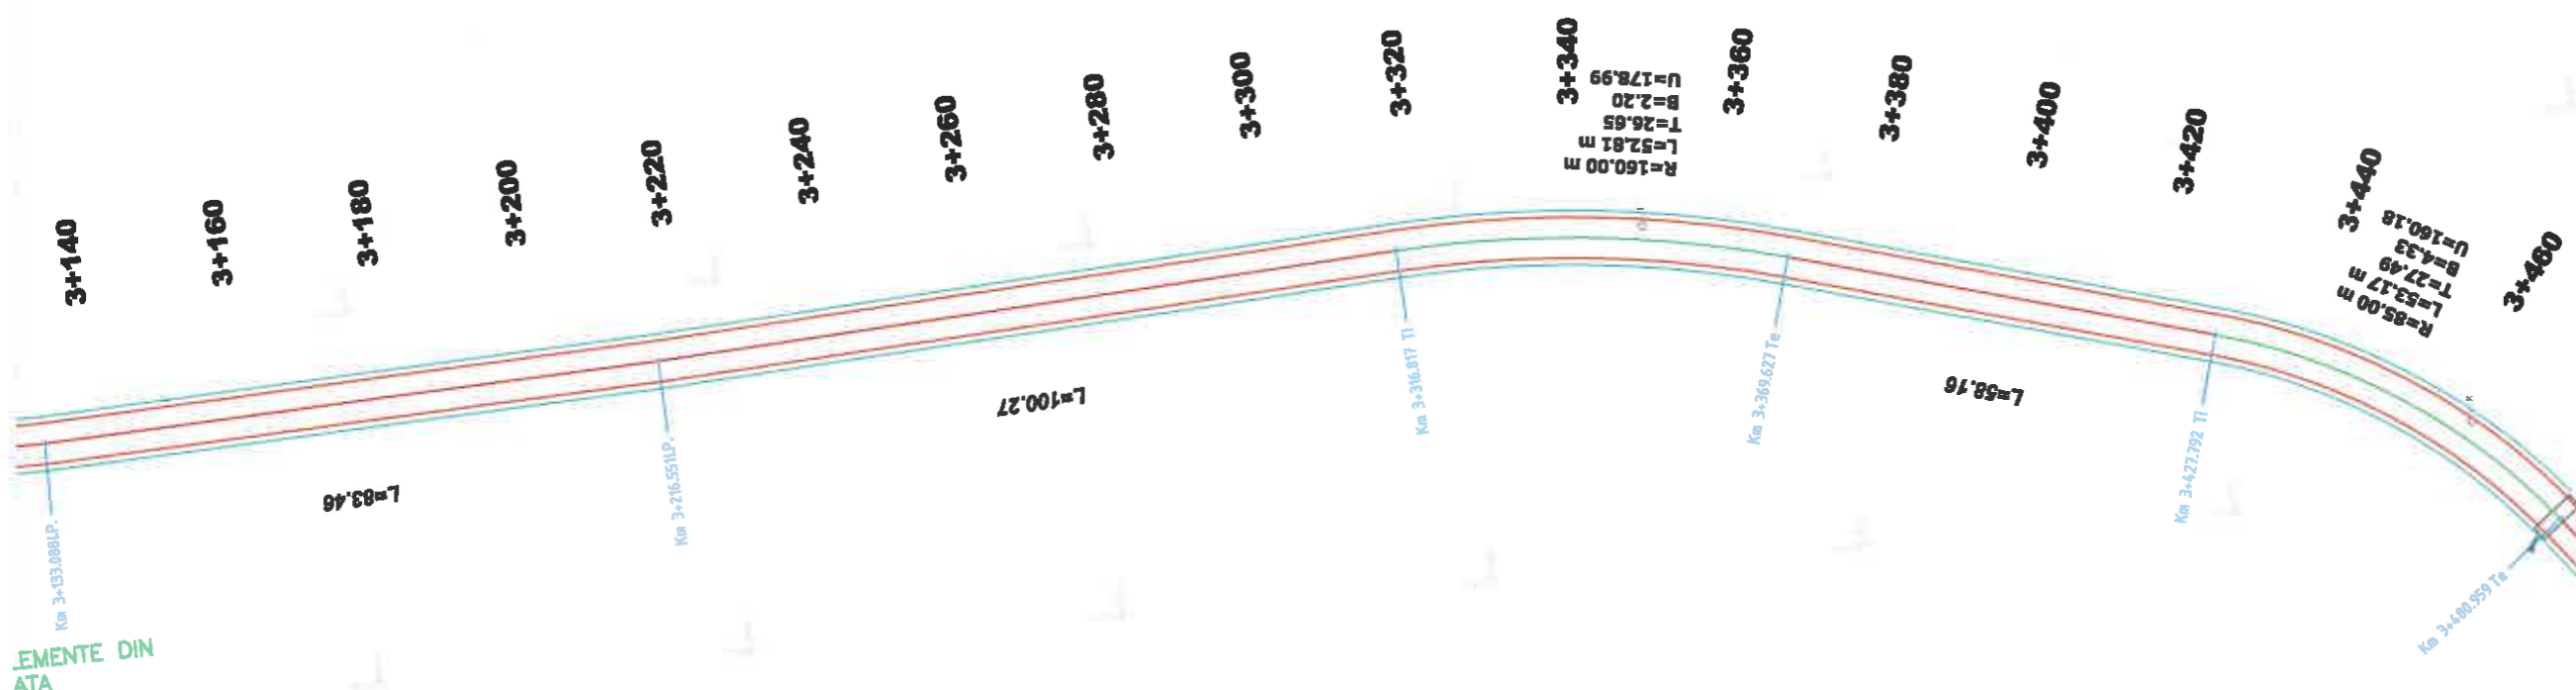 3+140
3+160
3+180
3+200
3+220
3+240
3+260
3+280
3+300
3+320
3+340
3+360
3+380
3+400
3+420
3+440
3+460
R=160.00 m
L=52.81 m
T=26.65
B=2.20
U=178.99
R=85.00 m
L=53.17 m
T=27.49
B=4.33
U=160.18
L=83.46
L=100.27
L=58.16
Km 3+133.088LP.
Km 3+216.551LP.
Km 3+316.817 Ti
Km 3+369.627 Te
Km 3+427.792 Ti
Km 3+480.959 Te
EMENTE DIN
ATA